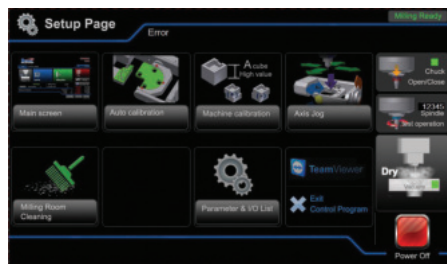 Setup Page
Milling Ready
Error
A cube
High value
Chuck
Open/Close
Main screen
Auto calibration
Machine calibration
Axis Jog
12345
Spindle
Test operation
TeamViewer
Dry
Exit
Control Program
Milling Room
Cleaning
Parameter & I/O List
Power Off